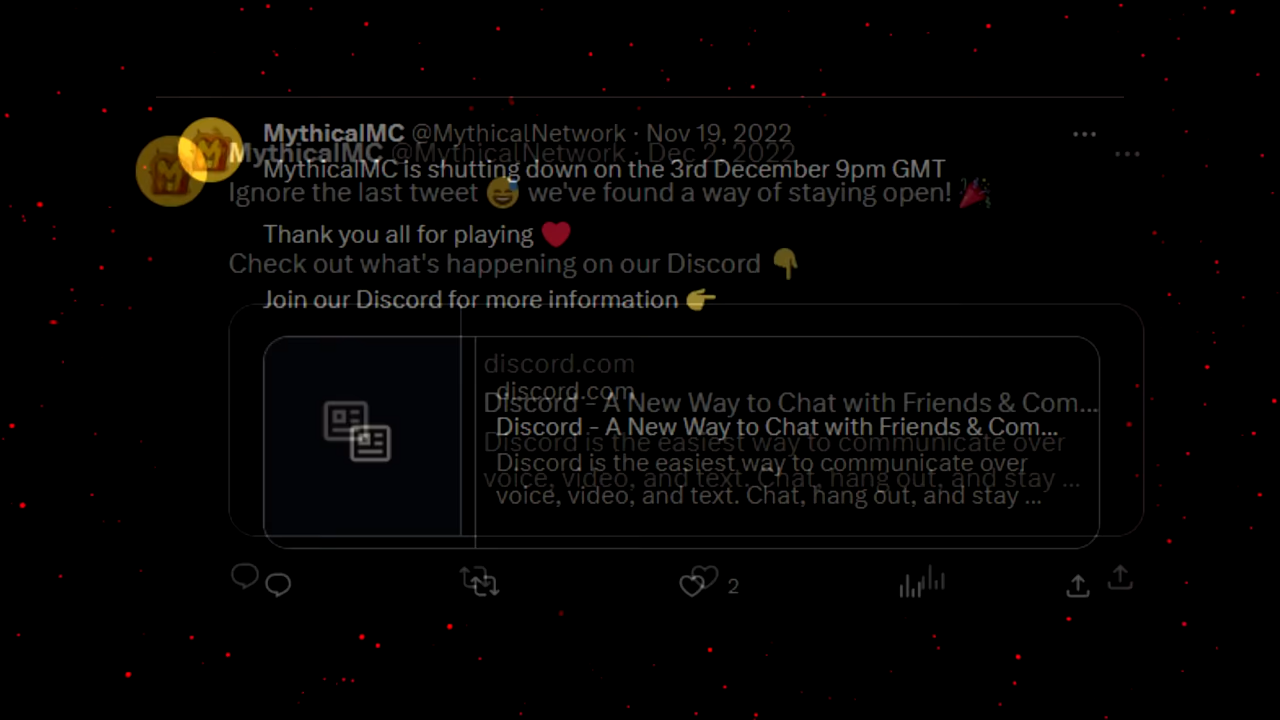 MythicalMC @MythicalNetwork · Nov 19, 2022
MythicalMC is shutting down on the 3rd December 9pm GMT
Thank you all for playing ❤️
Join our Discord for more information 👉
discord.com
Discord - A New Way to Chat with Friends & Com...
Discord is the easiest way to communicate over
voice, video, and text. Chat, hang out, and stay ...
2
MythicalMC @MythicalNetwork · Dec 2, 2022
Ignore the last tweet 😅 we've found a way of staying open! 🎉
Check out what's happening on our Discord 👇
discord.com
Discord - A New Way to Chat with Friends & Com...
Discord is the easiest way to communicate over
voice, video, and text. Chat, hang out, and stay ...